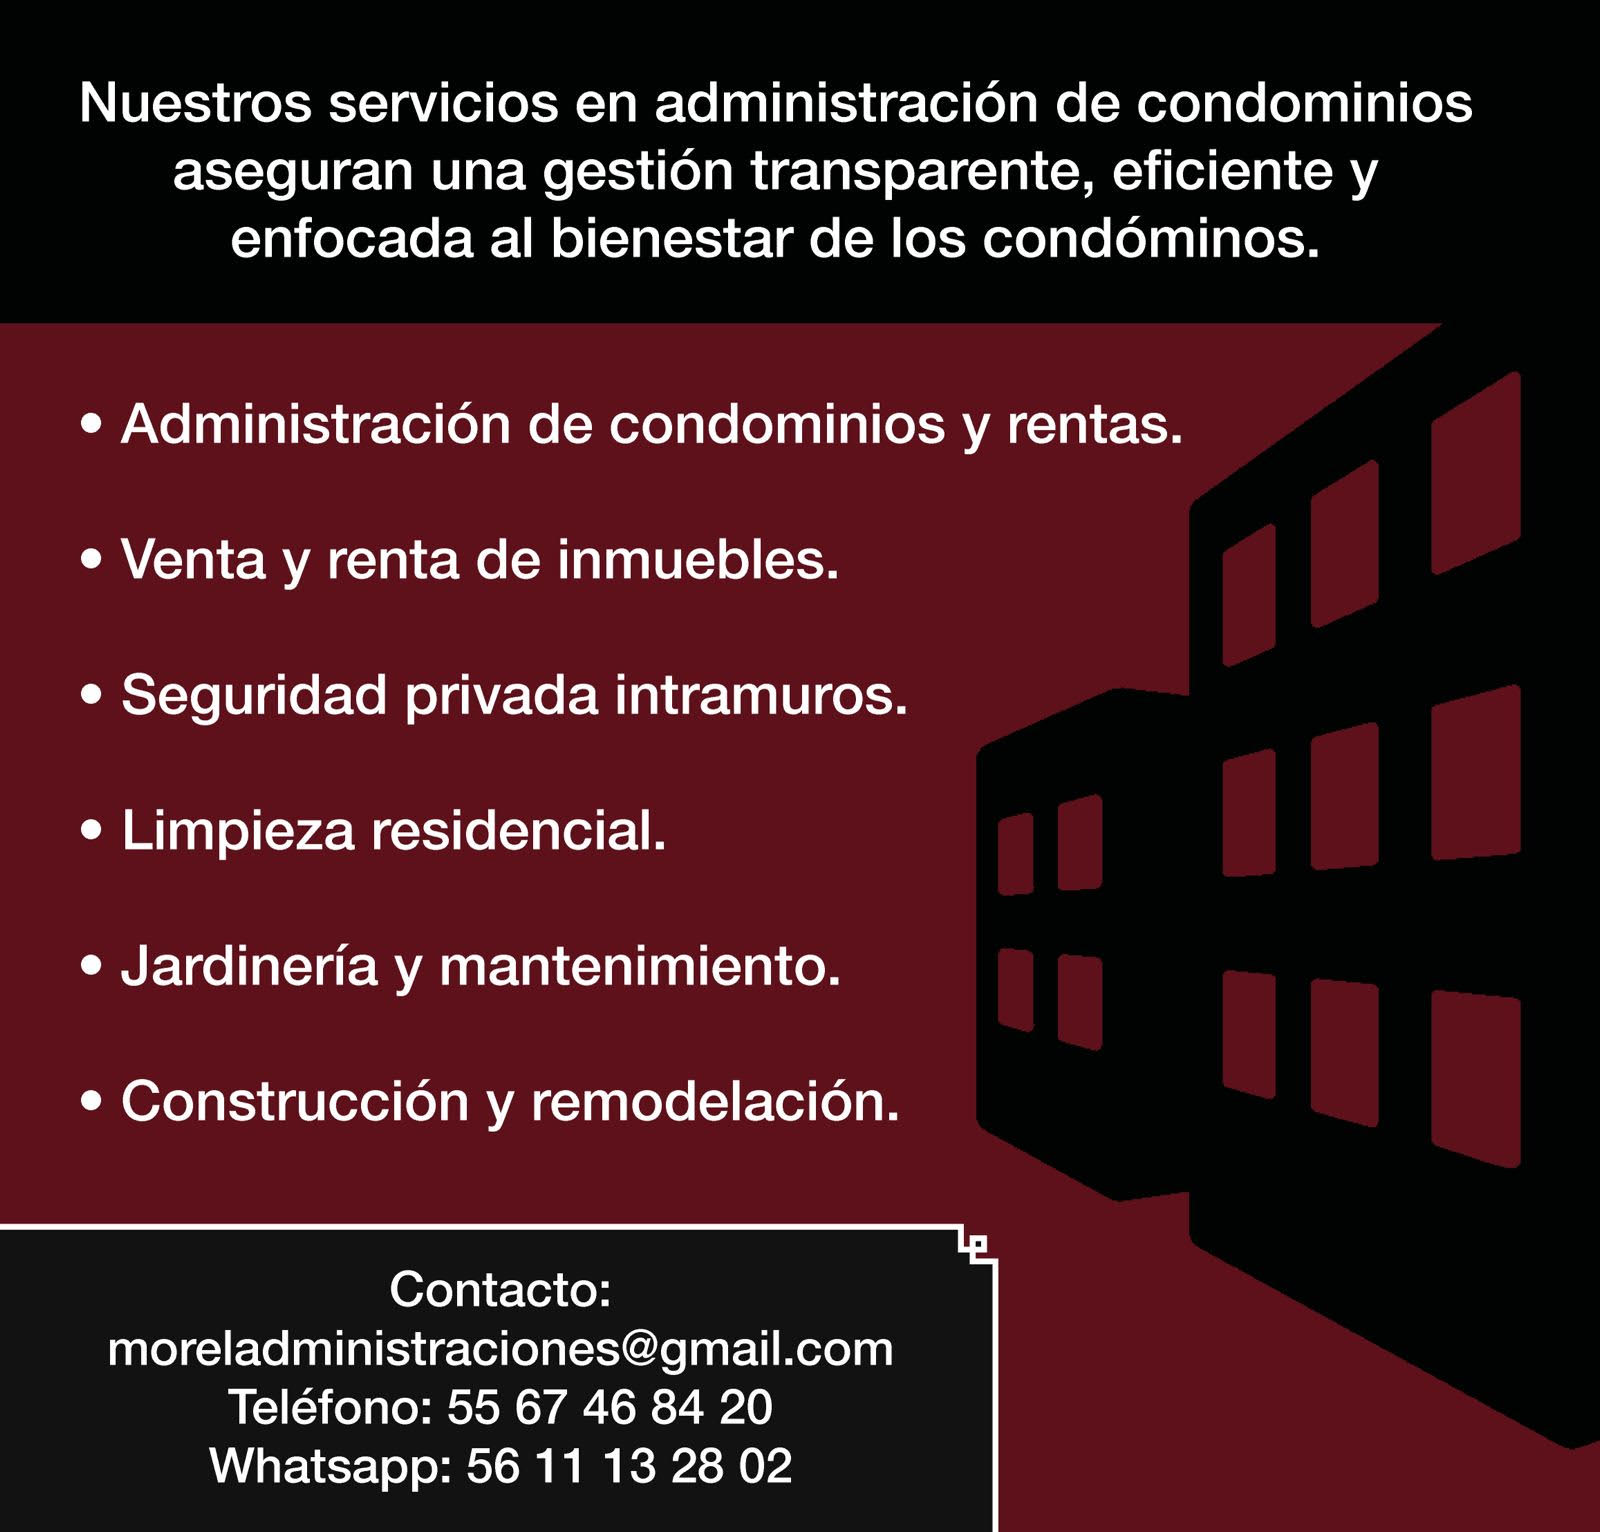 Nuestros servicios en administración de condominios
aseguran una gestión transparente, eficiente y
enfocada al bienestar de los condóminos.
• Administración de condominios y rentas.
• Venta y renta de inmuebles.
• Seguridad privada intramuros.
• Limpieza residencial.
• Jardinería y mantenimiento.
• Construcción y remodelación.
Contacto:
moreladministraciones@gmail.com
Teléfono: 55 67 46 84 20
Whatsapp: 56 11 13 28 02